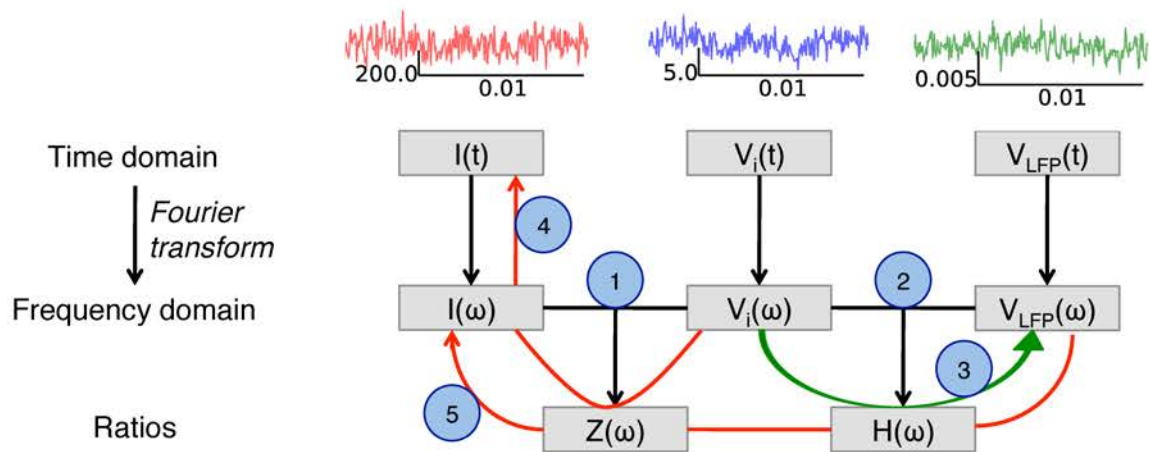 200.0
0.01
5.0
0.01
0.005
0.01
Time domain
I(t)
Vi(t)
VLFP(t)
Fourier
transform
4
1
2
Frequency domain
I(ω)
Vi(ω)
VLFP(ω)
3
5
Ratios
Z(ω)
H(ω)